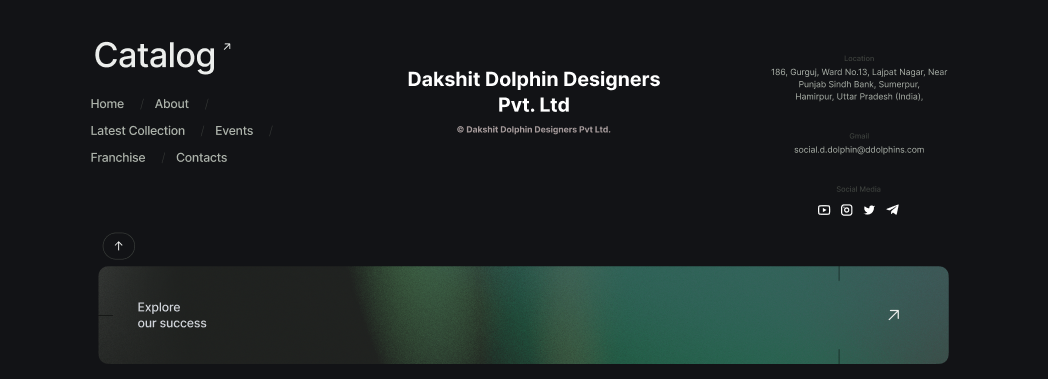 Catalog
Home / About /
Latest Collection / Events /
Franchise / Contacts
Dakshit Dolphin Designers
Pvt. Ltd
© Dakshit Dolphin Designers Pvt Ltd.
Location
186, Gurguj, Ward No.13, Lajpat Nagar, Near
Punjab Sindh Bank, Sumerpur,
Hamirpur, Uttar Pradesh (India),
Gmail
social.d.dolphin@ddolphins.com
Social Media
Explore
our success